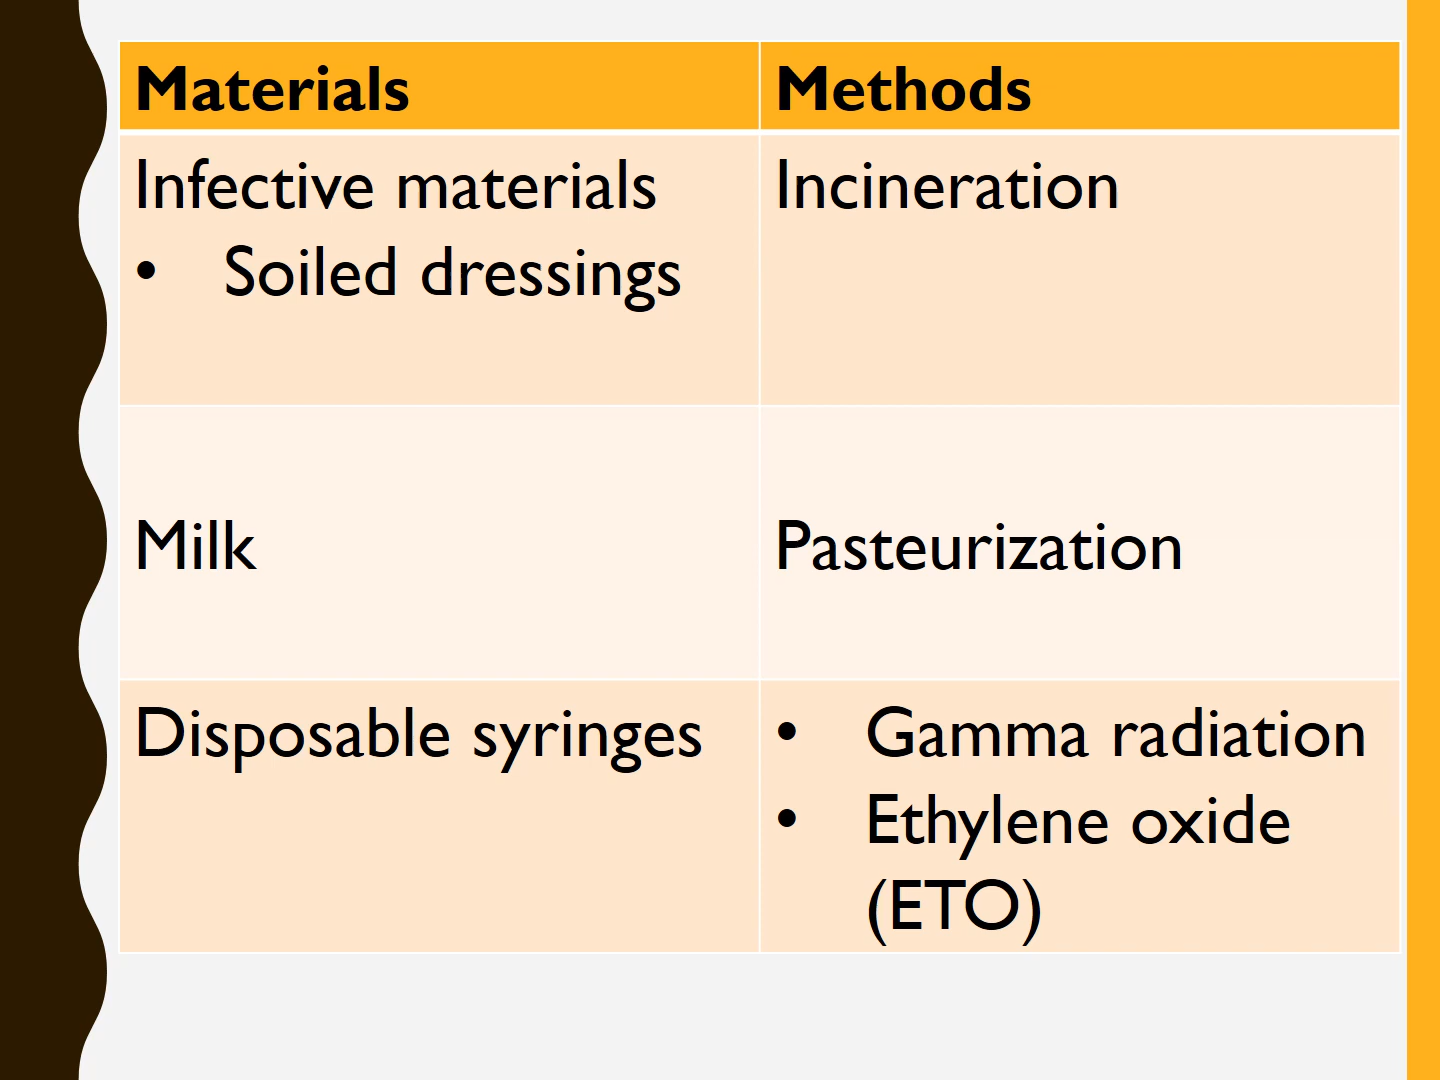 Materials
Methods
Infective materials
• Soiled dressings
Incineration
Milk
Pasteurization
Disposable syringes
• Gamma radiation
• Ethylene oxide
(ETO)